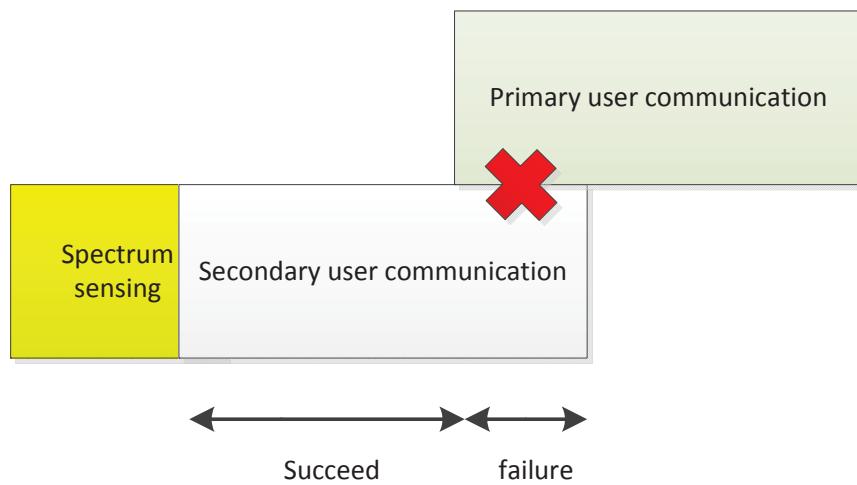 Primary user communication
Spectrum
sensing
Secondary user communication
Succeed
failure